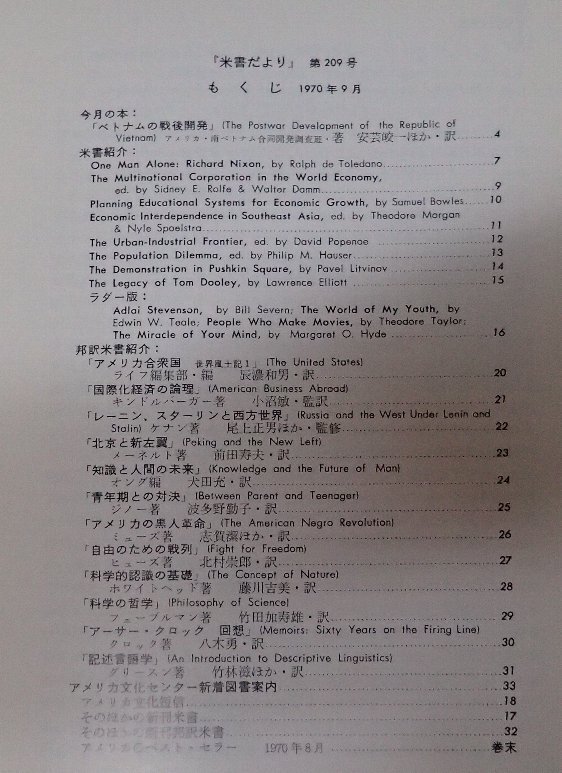 『米書だより』 第209号
もくじ 1970年9月
今月の本：
「ベトナムの戦後開発」(The Postwar Development of the Republic of
Vietnam) アメリカ・南ベトナム合同開発調査班・著 安芸皎一ほか・訳 4
米書紹介：
One Man Alone: Richard Nixon, by Ralph de Toledano 7
The Multinational Corporation in the World Economy,
ed. by Sidney E. Rolfe & Walter Damm 9
Planning Educational Systems for Economic Growth, by Samuel Bowles 10
Economic Interdependence in Southeast Asia, ed. by Theodore Morgan
& Nyle Spoelstra 11
The Urban-Industrial Frontier, ed. by David Popenoe 12
The Population Dilemma, ed. by Philip M. Hauser 13
The Demonstration in Pushkin Square, by Pavel Litvinov 14
The Legacy of Tom Dooley, by Lawrence Elliott 15
ラダー版：
Adlai Stevenson, by Bill Severn; The World of My Youth, by
Edwin W. Teale; People Who Make Movies, by Theodore Taylor;
The Miracle of Your Mind, by Margaret O. Hyde 16
邦訳米書紹介：
「アメリカ合衆国 世界風土記1」(The United States)
ライフ編集部・編 辰濃和男・訳 20
「国際化経済の論理」(American Business Abroad)
キンドルバーガー著 小沼敏・監訳 21
「レーニン、スターリンと西方世界」(Russia and the West Under Lenin and
Stalin) ケナン著 尾上正男ほか・監修 22
「北京と新左翼」(Peking and the New Left)
メーネルト著 前田寿夫・訳 23
「知識と人間の未来」(Knowledge and the Future of Man)
オング編 犬田充・訳 24
「青年期との対決」(Between Parent and Teenager)
ジノー著 波多野勤子・訳 25
「アメリカの黒人革命」(The American Negro Revolution)
ミューズ著 志賀潔ほか・訳 26
「自由のための戦列」(Fight for Freedom)
ヒューズ著 北村崇郎・訳 27
「科学的認識の基礎」(The Concept of Nature)
ホワイトヘッド著 藤川吉美・訳 28
「科学の哲学」(Philosophy of Science)
フューブルマン著 竹田加寿雄・訳 29
「アーサー・クロック 回想」(Memoirs: Sixty Years on the Firing Line)
クロック著 八木勇・訳 30
「記述言語学」(An Introduction to Descriptive Linguistics)
グリースン著 竹林滋ほか・訳 31
アメリカ文化センター新着図書案内 33
アメリカ文化短信 18
そのほかの新刊米書 17
そのほかの新刊邦訳米書 32
アメリカのベスト・セラー 1970年8月 巻末